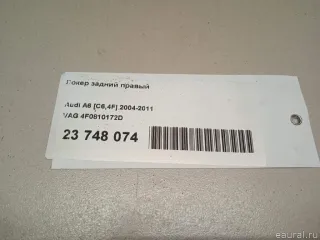 Локер задний правый
Audi A6 [C6,4F] 2004-2011
VAG 4F0810172D
23 748 074
eaural.ru